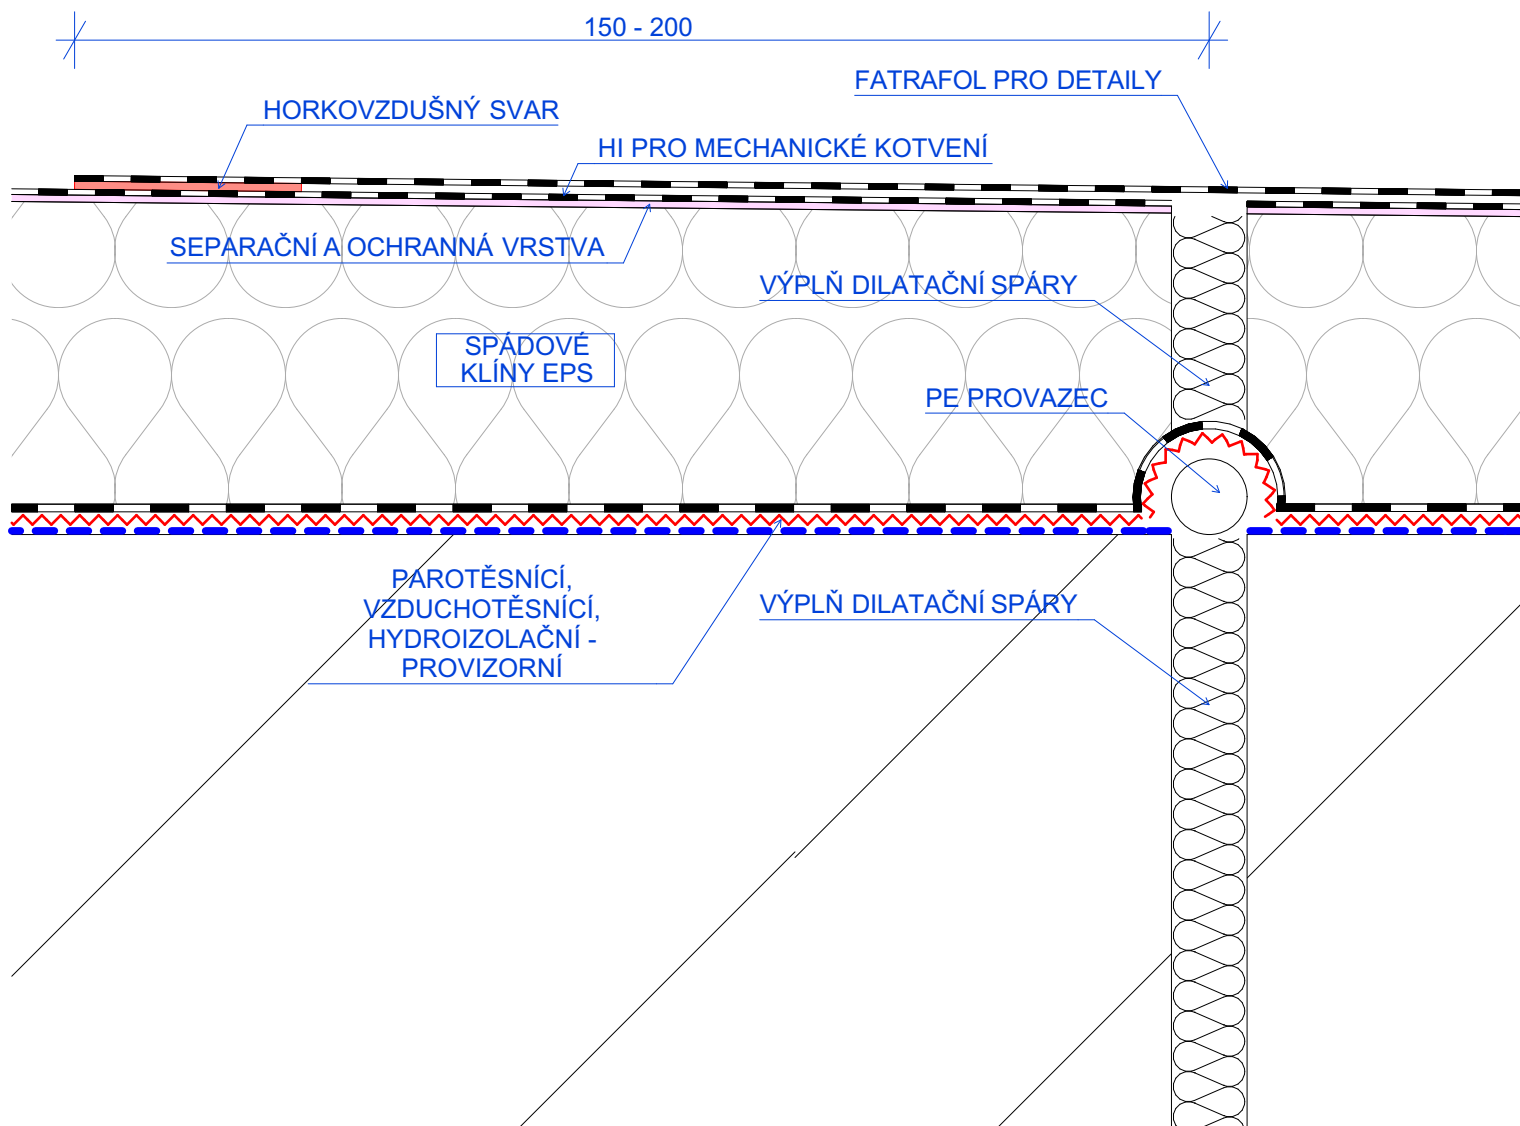 150 - 200
FATRAFOL PRO DETAILY
HORKOVZDUŠNÝ SVAR
HI PRO MECHANICKÉ KOTVENÍ
SEPARAČNÍ A OCHRANNÁ VRSTVA
VÝPLŇ DILATAČNÍ SPÁRY
SPÁDOVÉ
KLÍNY EPS
PE PROVAZEC
PAROTĚSNÍCÍ,
VZDUCHOTĚSNÍCÍ,
HYDROIZOLAČNÍ -
PROVIZORNÍ
VÝPLŇ DILATAČNÍ SPÁRY